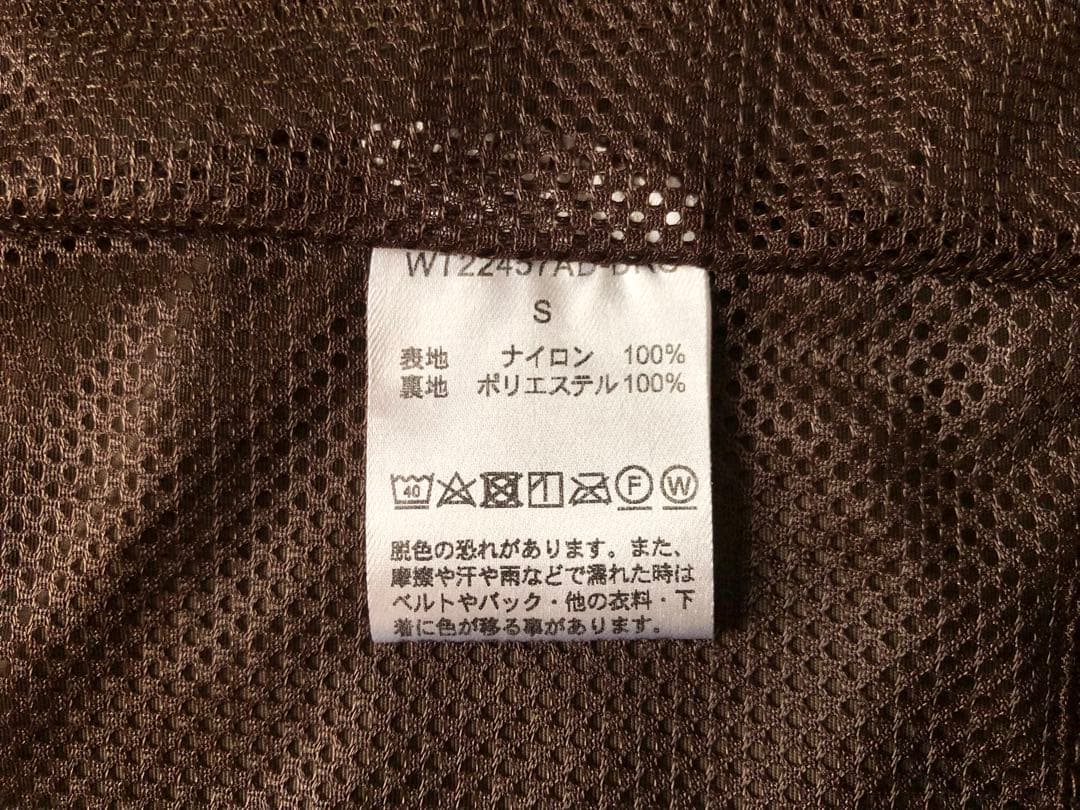 S
表地 ナイロン 100%
裏地 ポリエステル 100%
40 F W
脱色の恐れがあります。また、
摩擦や汗や雨などで濡れた時は
ベルトやバック・他の衣料・下
着に色が移る事があります。